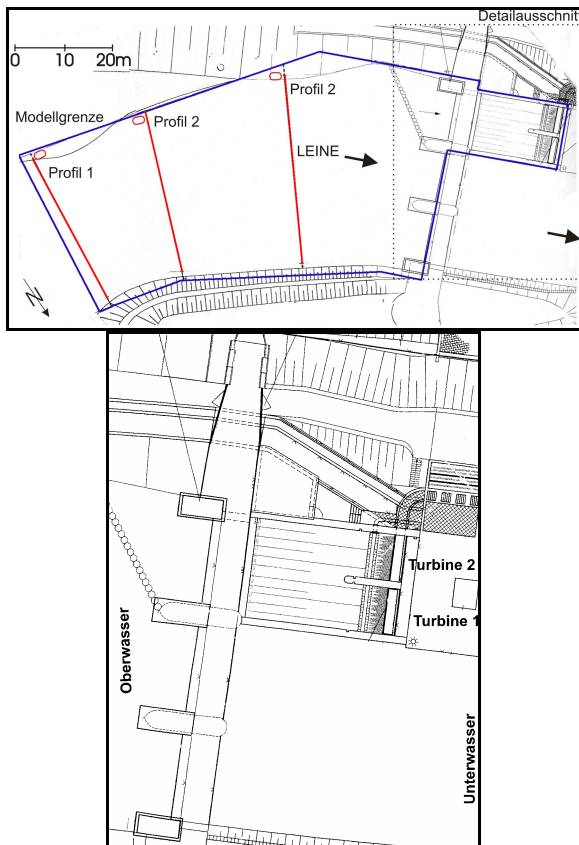 Detailausschnitt
0 10 20m
Modellgrenze
Profil 2
Profil 2
LEINE
Profil 1
N
Turbine 2
Turbine 1
Oberwasser
Unterwasser